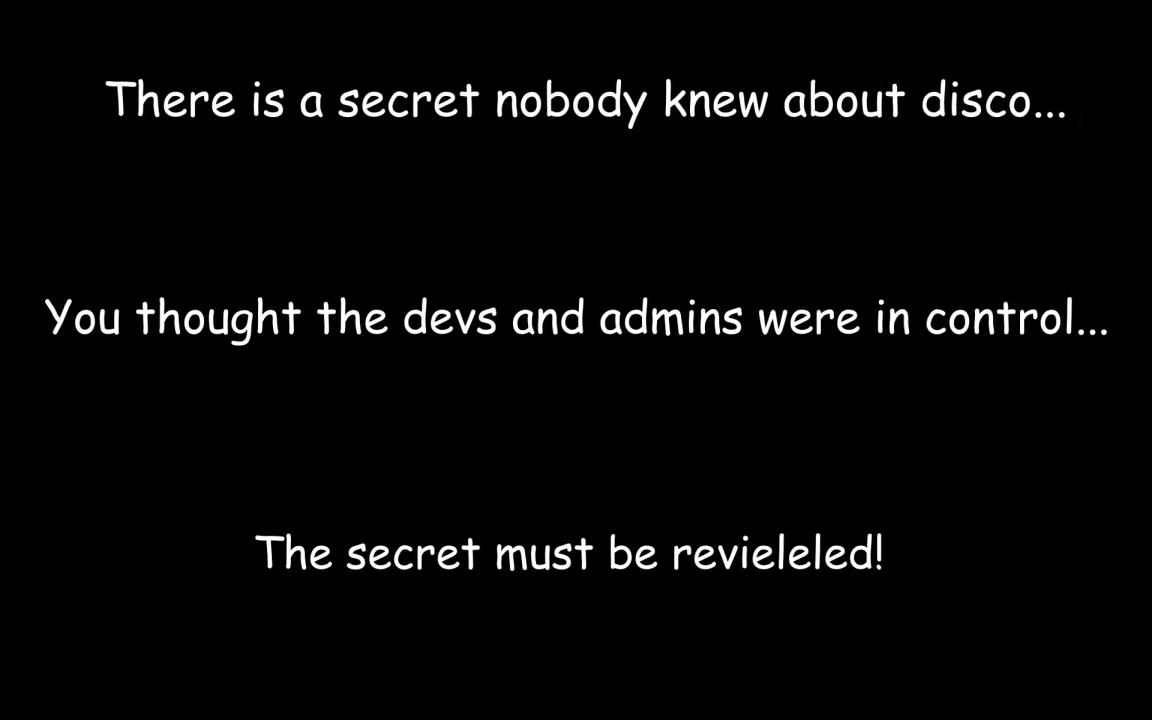 There is a secret nobody knew about disco...
You thought the devs and admins were in control...
The secret must be revieleled!